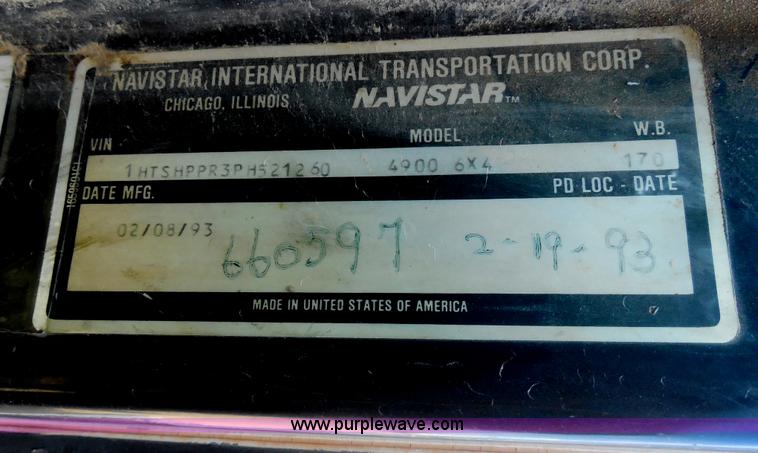 NAVISTAR INTERNATIONAL TRANSPORTATION CORP.
CHICAGO, ILLINOIS NAVISTAR™
VIN MODEL W.B.
1HTSHPPR3PH521260 4900 6X4 170
DATE MFG. PD LOC - DATE
02/08/93 660597 2-19-93
MADE IN UNITED STATES OF AMERICA
www.purplewave.com